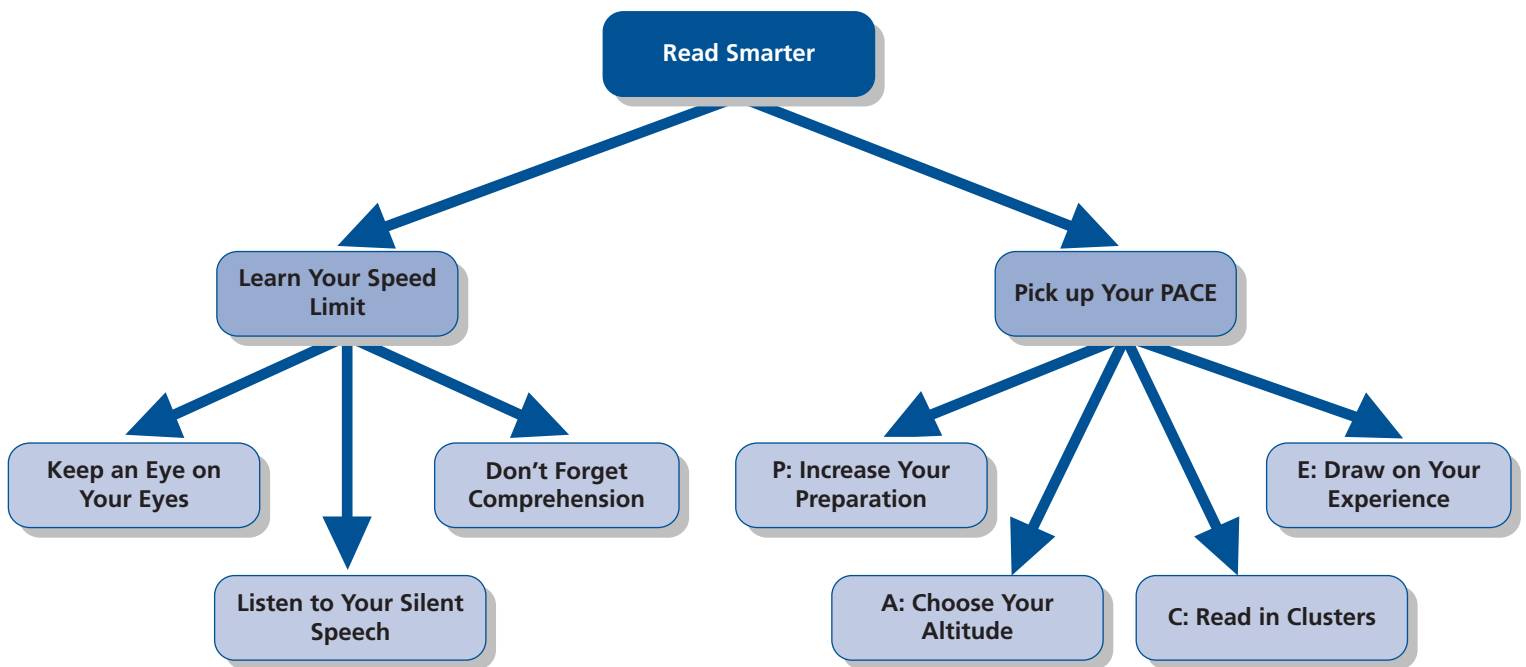 Read Smarter
Learn Your Speed
Limit
Pick up Your PACE
Keep an Eye on
Your Eyes
Don't Forget
Comprehension
P: Increase Your
Preparation
E: Draw on Your
Experience
Listen to Your Silent
Speech
A: Choose Your
Altitude
C: Read in Clusters